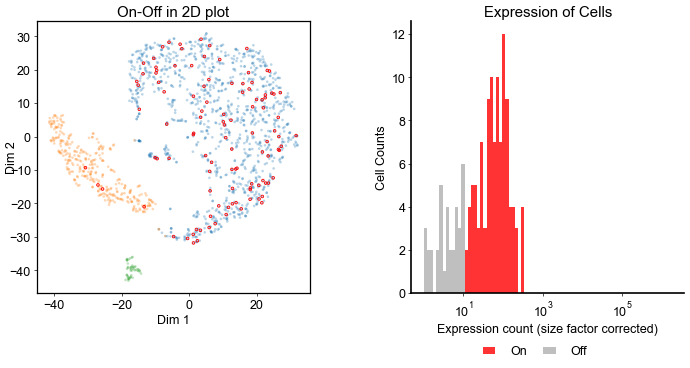 On-Off in 2D plot
30
20
10
0
−10
−20
−30
−40
Dim 2
−40
−20
0
20
Dim 1
Expression of Cells
12
10
8
6
4
2
0
Cell Counts
10^1
10^3
10^5
Expression count (size factor corrected)
On
Off